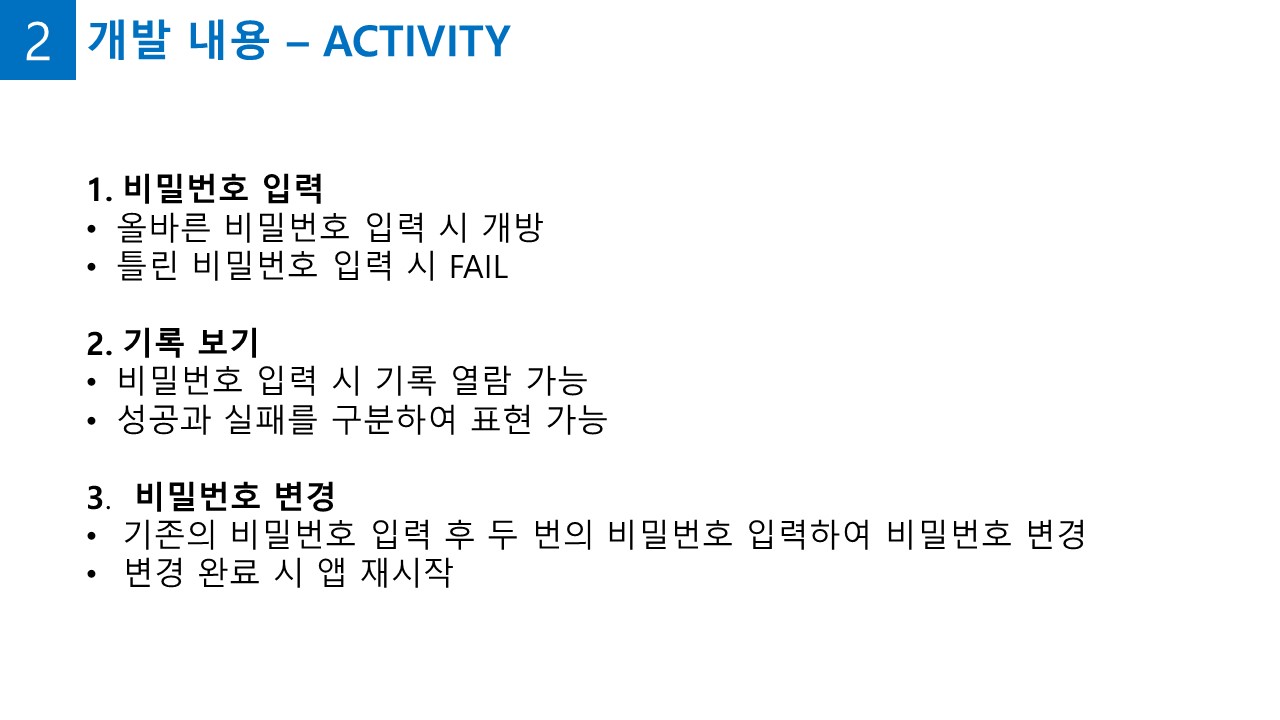 2
개발 내용 – ACTIVITY
1. 비밀번호 입력
• 올바른 비밀번호 입력 시 개방
• 틀린 비밀번호 입력 시 FAIL
2. 기록 보기
• 비밀번호 입력 시 기록 열람 가능
• 성공과 실패를 구분하여 표현 가능
3. 비밀번호 변경
• 기존의 비밀번호 입력 후 두 번의 비밀번호 입력하여 비밀번호 변경
• 변경 완료 시 앱 재시작